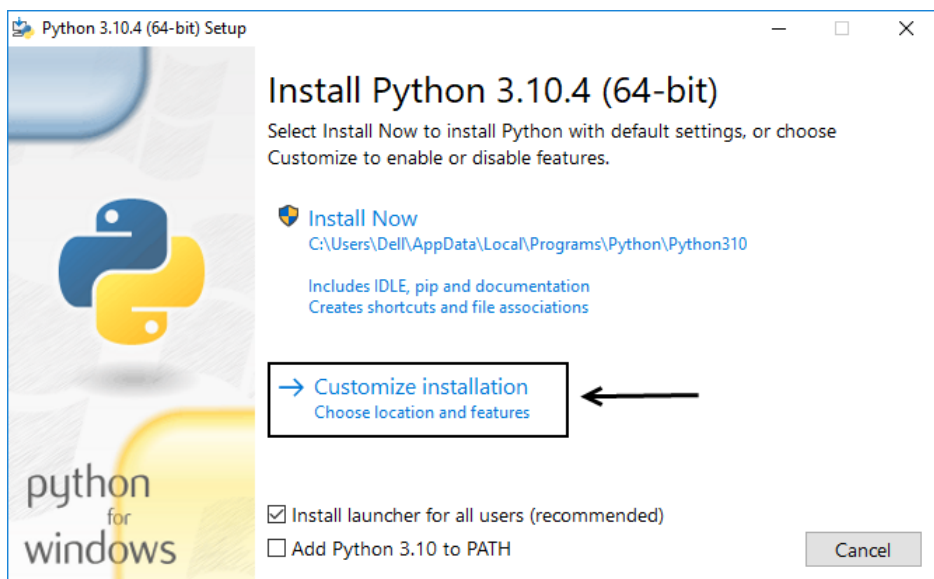 Python 3.10.4 (64-bit) Setup
Install Python 3.10.4 (64-bit)
Select Install Now to install Python with default settings, or choose
Customize to enable or disable features.
Install Now
C:\Users\Dell\AppData\Local\Programs\Python\Python310
Includes IDLE, pip and documentation
Creates shortcuts and file associations
Customize installation
Choose location and features
python
for
windows
Install launcher for all users (recommended)
Add Python 3.10 to PATH
Cancel